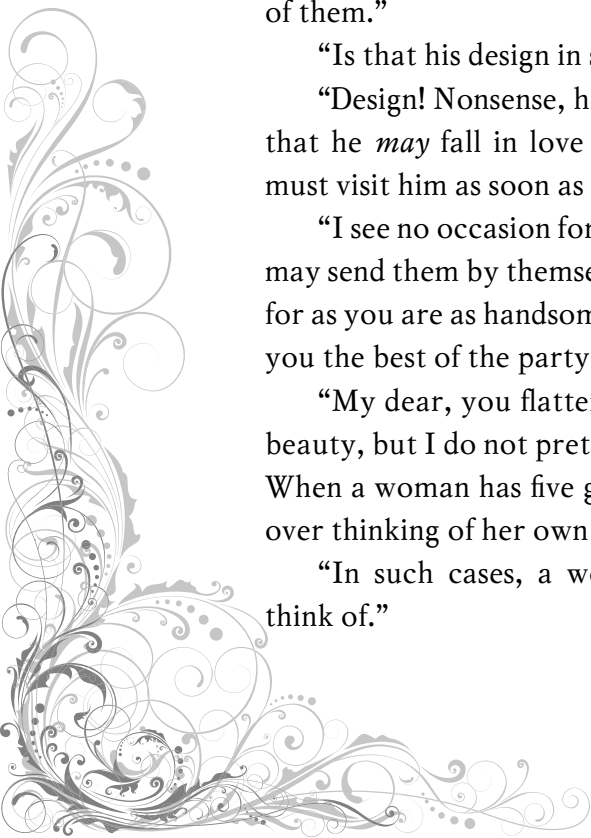 of them.”
“Is that his design in
“Design! Nonsense, h
that he may fall in love
must visit him as soon as
“I see no occasion for
may send them by themse
for as you are as handsom
you the best of the party
“My dear, you flatte
beauty, but I do not pret
When a woman has five g
over thinking of her own
“In such cases, a w
think of.”